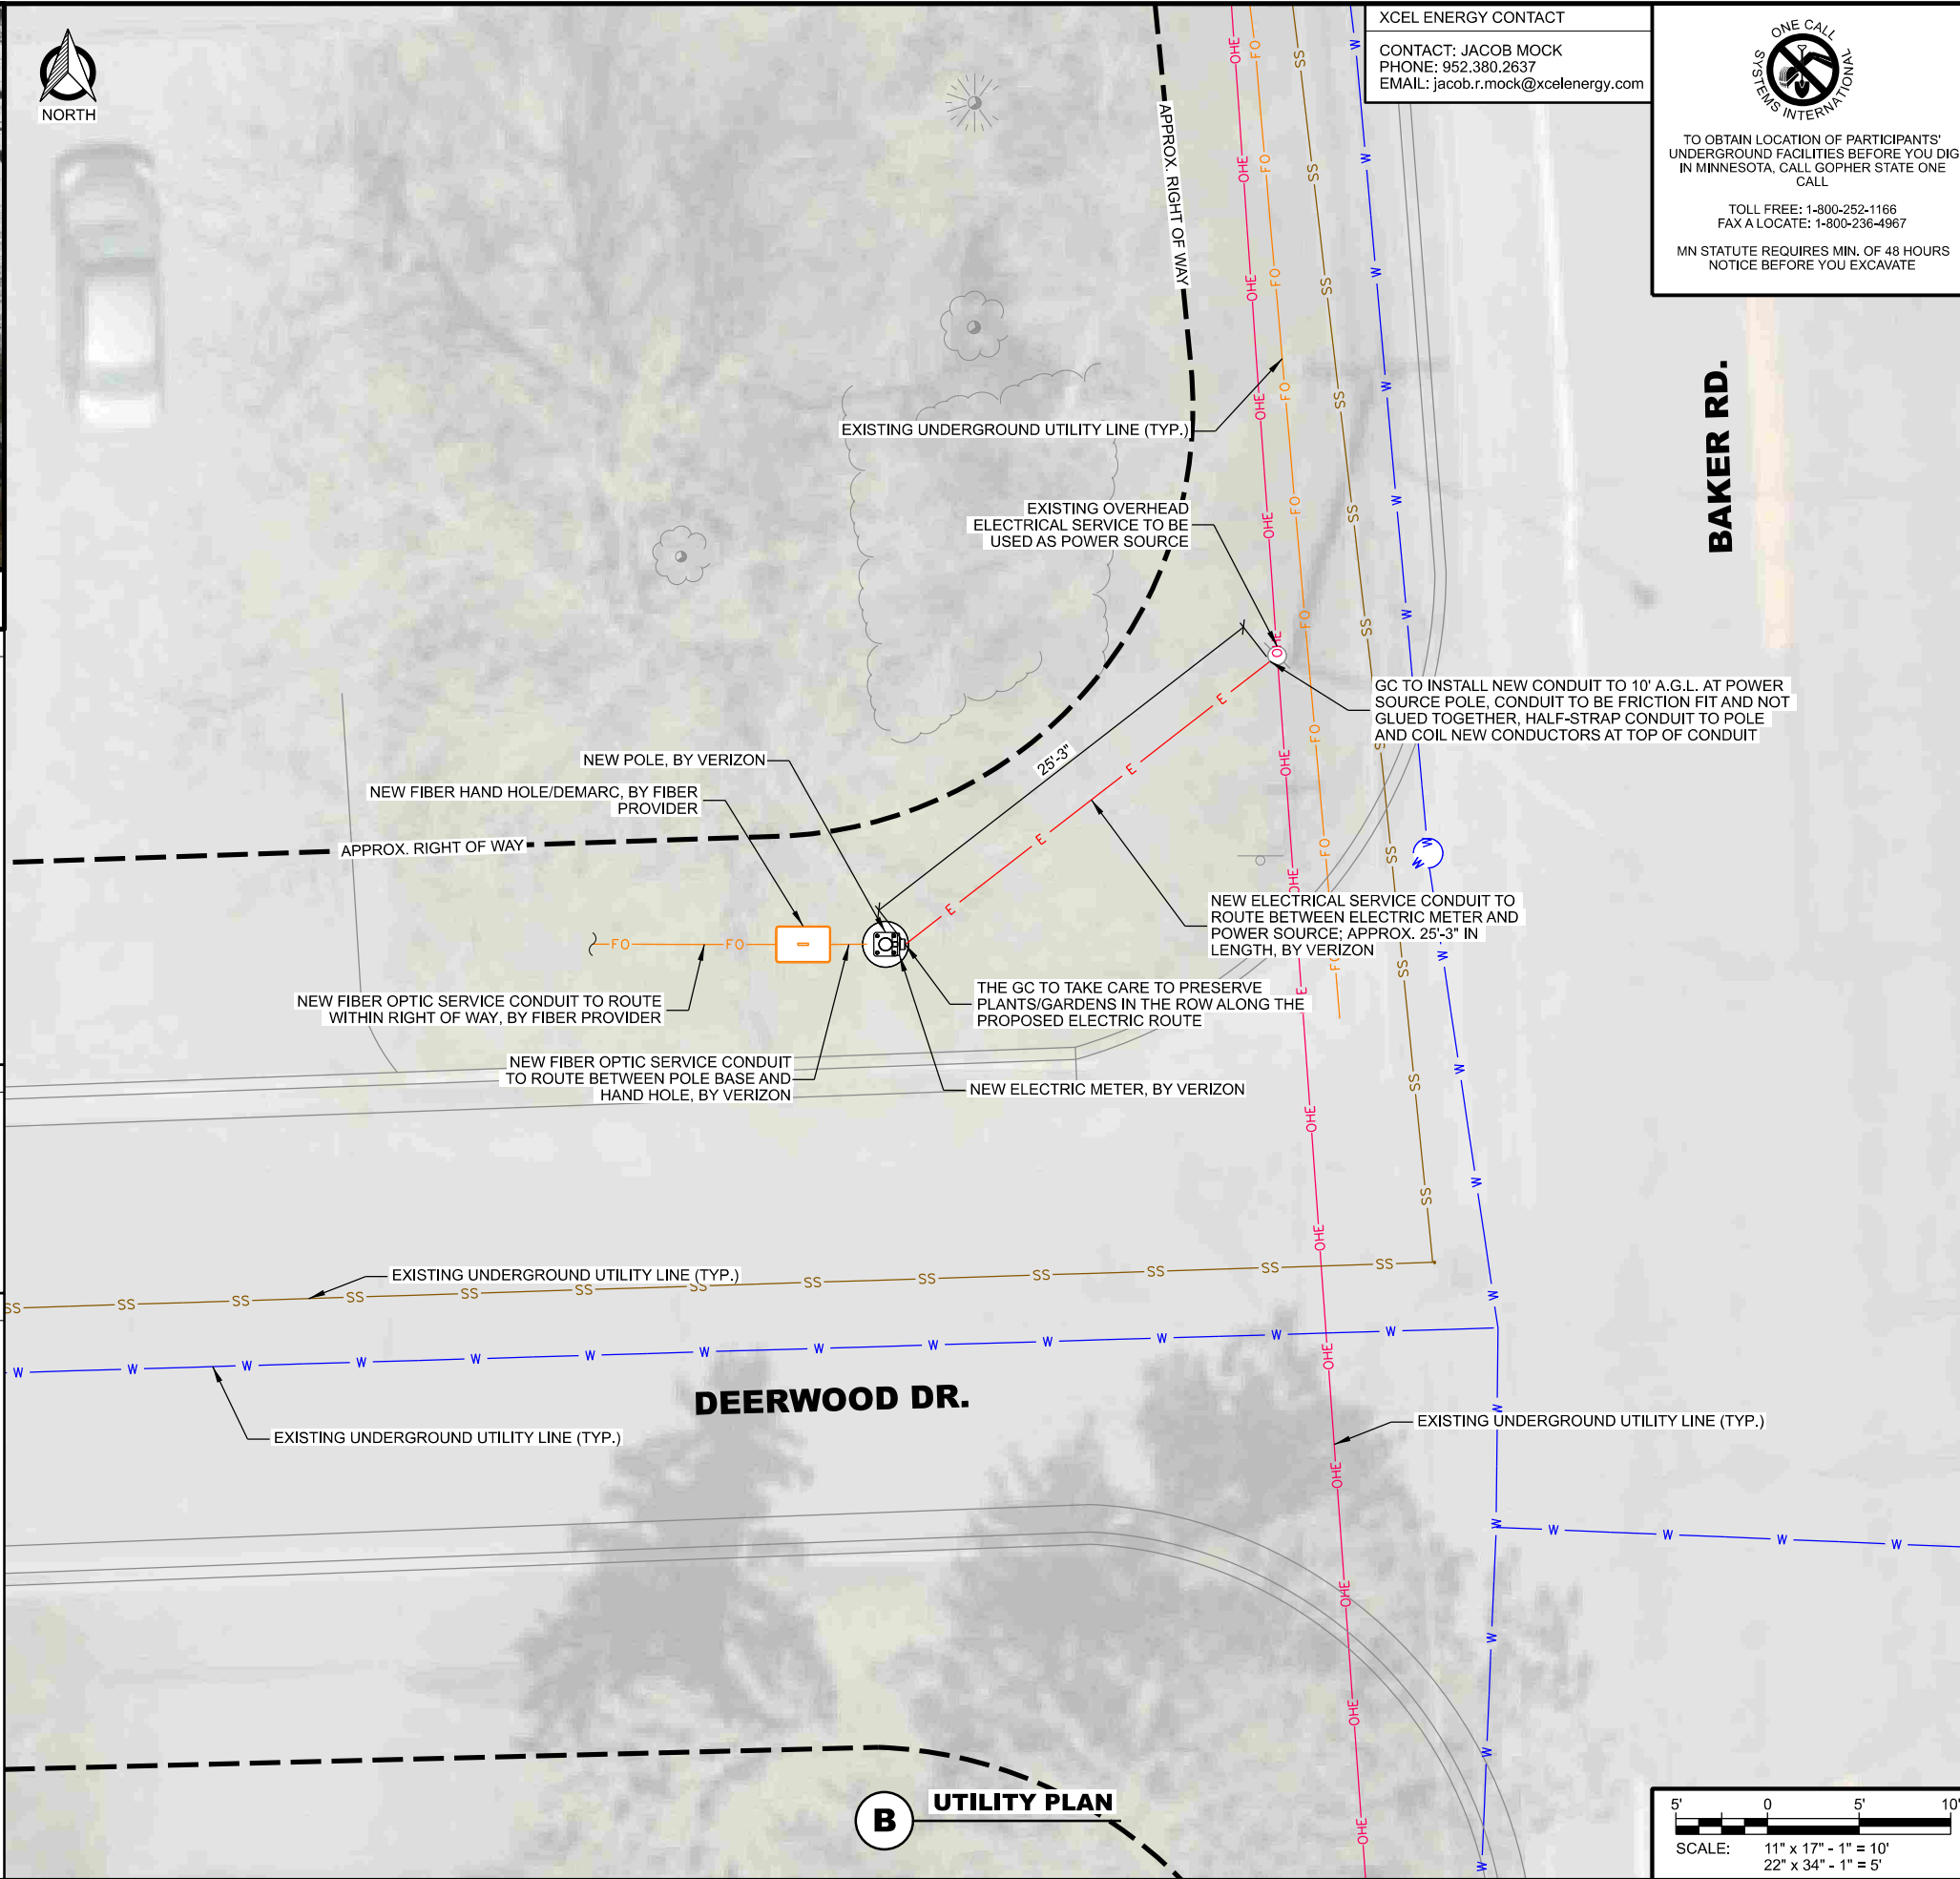 NORTH
XCEL ENERGY CONTACT
CONTACT: JACOB MOCK
PHONE: 952.380.2637
EMAIL: jacob.r.mock@xcelenergy.com
ONE CALL
SYSTEMS INTERNATIONAL
TO OBTAIN LOCATION OF PARTICIPANTS'
UNDERGROUND FACILITIES BEFORE YOU DIG
IN MINNESOTA, CALL GOPHER STATE ONE
CALL
TOLL FREE: 1-800-252-1166
FAX A LOCATE: 1-800-236-4967
MN STATUTE REQUIRES MIN. OF 48 HOURS
NOTICE BEFORE YOU EXCAVATE
APPROX. RIGHT OF WAY
OHE
FO
SS
W
BAKER RD.
EXISTING UNDERGROUND UTILITY LINE (TYP.)
EXISTING OVERHEAD
ELECTRICAL SERVICE TO BE
USED AS POWER SOURCE
GC TO INSTALL NEW CONDUIT TO 10' A.G.L. AT POWER
SOURCE POLE, CONDUIT TO BE FRICTION FIT AND NOT
GLUED TOGETHER, HALF-STRAP CONDUIT TO POLE
AND COIL NEW CONDUCTORS AT TOP OF CONDUIT
25'-3"
E
NEW POLE, BY VERIZON
NEW FIBER HAND HOLE/DEMARC, BY FIBER
PROVIDER
APPROX. RIGHT OF WAY
NEW ELECTRICAL SERVICE CONDUIT TO
ROUTE BETWEEN ELECTRIC METER AND
POWER SOURCE; APPROX. 25'-3" IN
LENGTH, BY VERIZON
FO
FO
THE GC TO TAKE CARE TO PRESERVE
PLANTS/GARDENS IN THE ROW ALONG THE
PROPOSED ELECTRIC ROUTE
NEW FIBER OPTIC SERVICE CONDUIT TO ROUTE
WITHIN RIGHT OF WAY, BY FIBER PROVIDER
NEW FIBER OPTIC SERVICE CONDUIT
TO ROUTE BETWEEN POLE BASE AND
HAND HOLE, BY VERIZON
NEW ELECTRIC METER, BY VERIZON
EXISTING UNDERGROUND UTILITY LINE (TYP.)
SS
W
DEERWOOD DR.
EXISTING UNDERGROUND UTILITY LINE (TYP.)
EXISTING UNDERGROUND UTILITY LINE (TYP.)
B UTILITY PLAN
5' 0 5' 10'
SCALE: 11" x 17" - 1" = 10'
22" x 34" - 1" = 5'